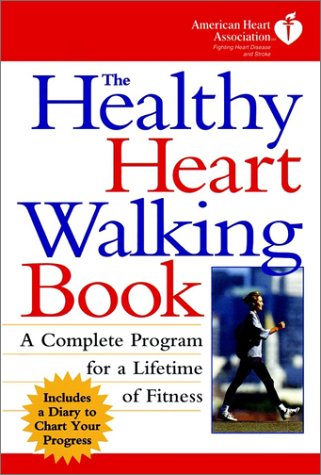 American Heart
Association
Fighting Heart Disease
and Stroke
The
Healthy
Heart
Walking
Book
A Complete Program
for a Lifetime
of Fitness
Includes
a Diary to
Chart Your
Progress